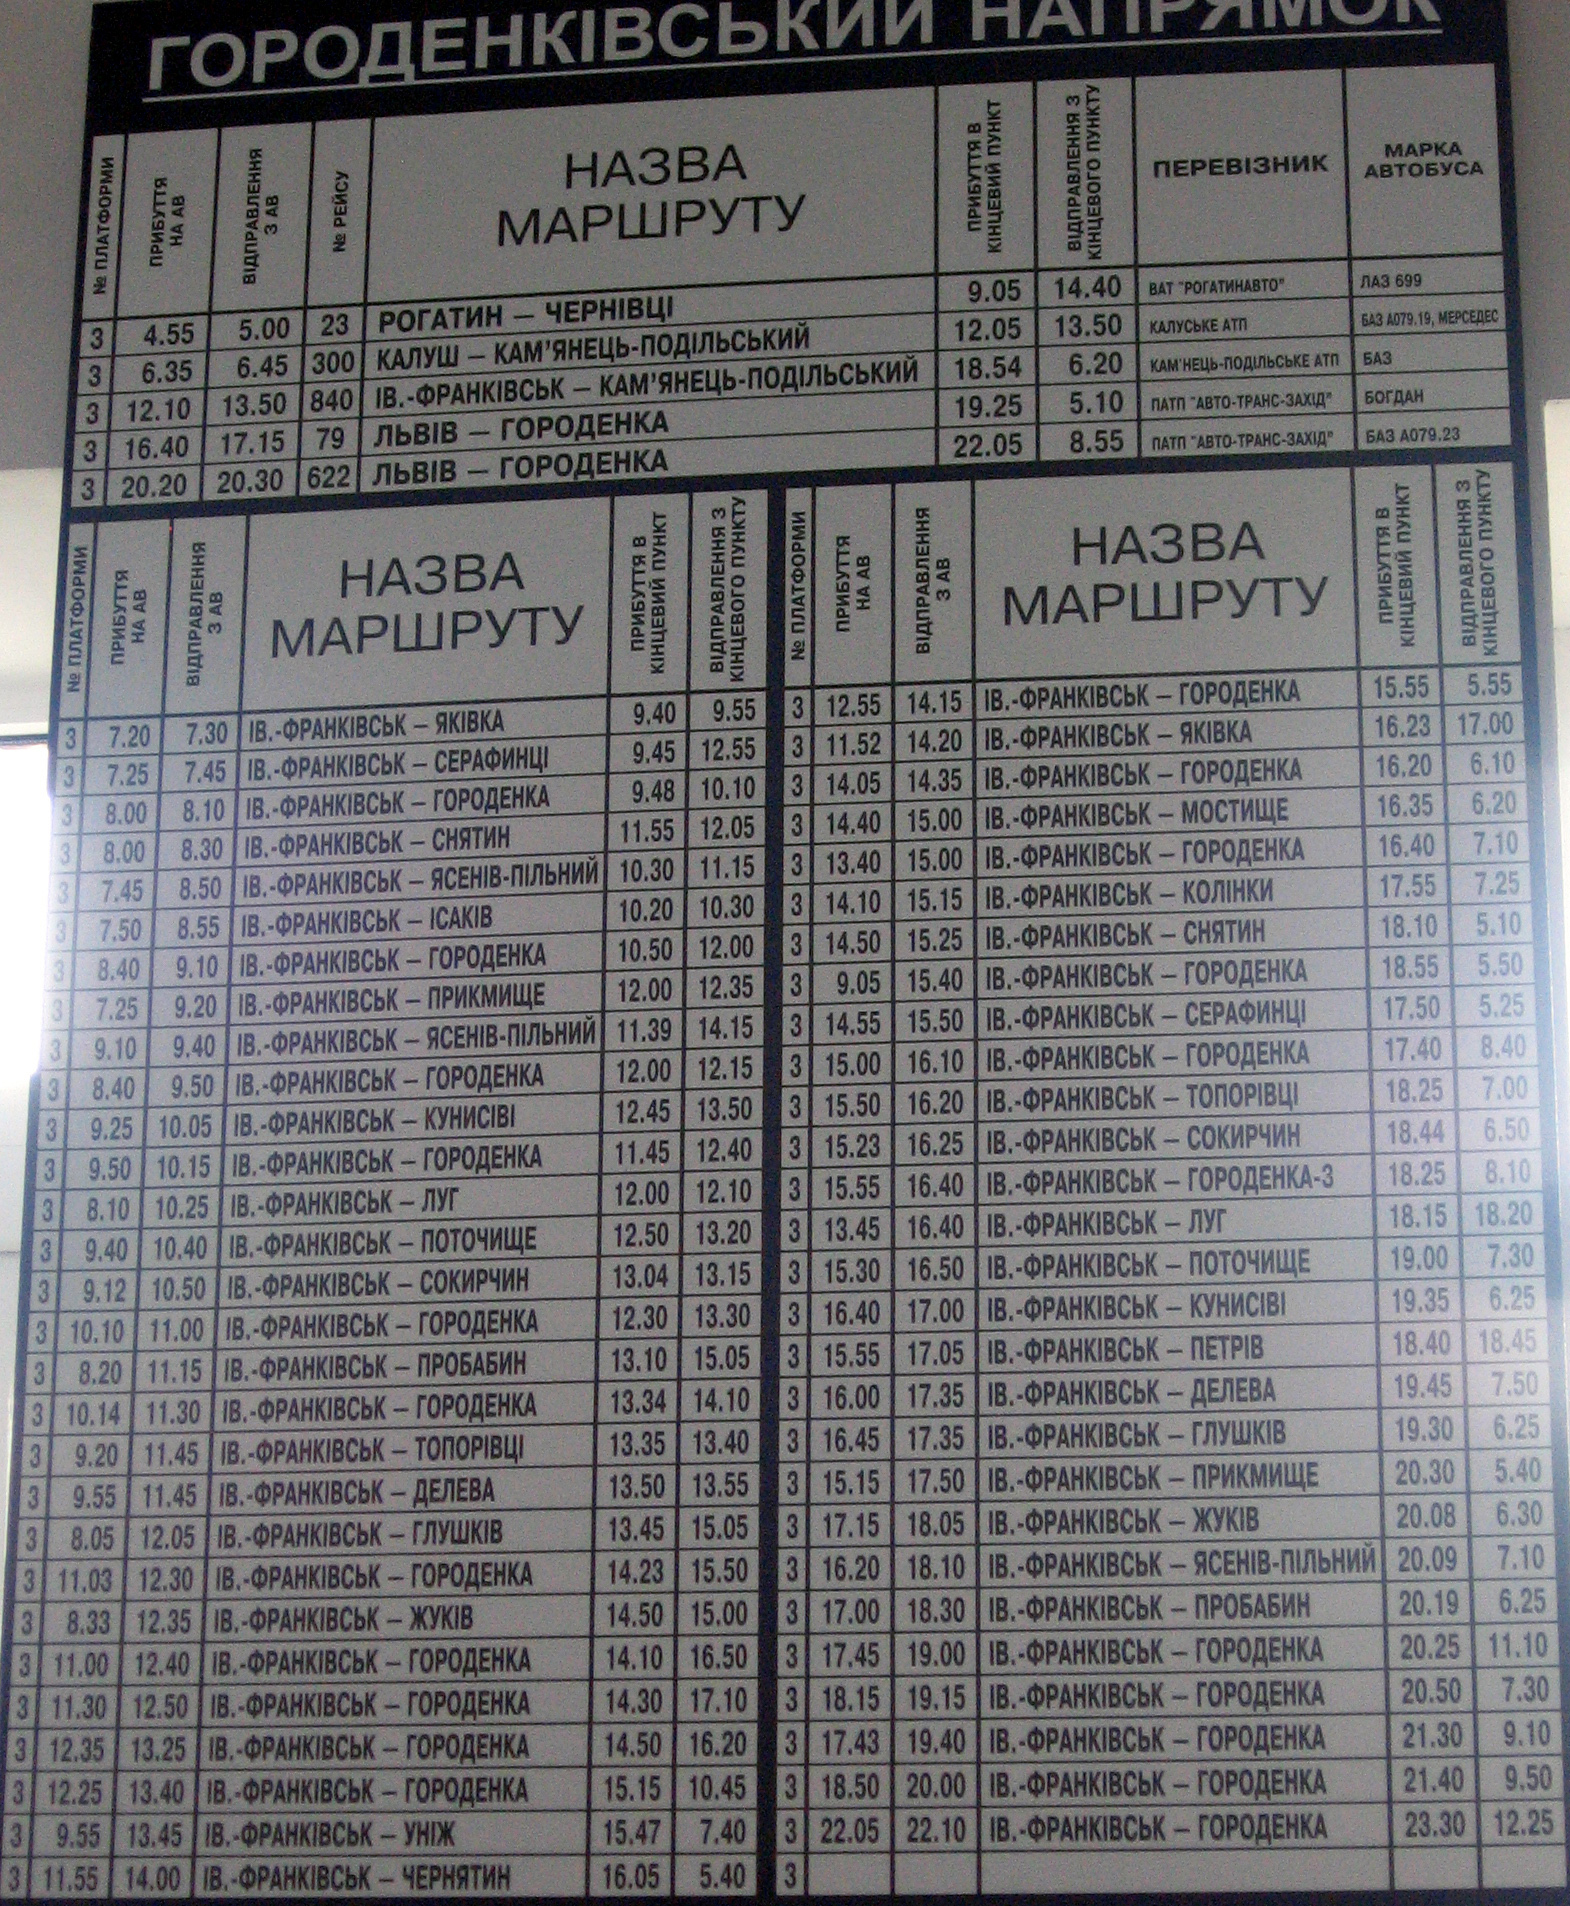 ГОРОДЕНКІВСЬКИЙ НАПРЯМОК
№ ПЛАТФОРМИ ПРИБУТТЯ НА АВ ВІДПРАВЛЕННЯ З АВ № РЕЙСУ НАЗВА МАРШРУТУ ПРИБУТТЯ В КІНЦЕВИЙ ПУНКТ ВІДПРАВЛЕННЯ З КІНЦЕВОГО ПУНКТУ ПЕРЕВІЗНИК МАРКА АВТОБУСА
3 4.55 5.00 23 РОГАТИН – ЧЕРНІВЦІ 9.05 14.40 ВАТ "РОГАТИНАВТО" ЛАЗ 699
3 6.35 6.45 300 КАЛУШ – КАМ'ЯНЕЦЬ-ПОДІЛЬСЬКИЙ 12.05 13.50 КАЛУСЬКЕ АТП БАЗ А079.19, МЕРСЕДЕС
3 12.10 13.50 840 ІВ.-ФРАНКІВСЬК – КАМ'ЯНЕЦЬ-ПОДІЛЬСЬКИЙ 18.54 6.20 КАМ'НЕЦЬ-ПОДІЛЬСЬКЕ АТП БАЗ
3 16.40 17.15 79 ЛЬВІВ – ГОРОДЕНКА 19.25 5.10 ПАТП "АВТО-ТРАНС-ЗАХІД" БОГДАН
3 20.20 20.30 622 ЛЬВІВ – ГОРОДЕНКА 22.05 8.55 ПАТП "АВТО-ТРАНС-ЗАХІД" БАЗ А079.23
№ ПЛАТФОРМИ ПРИБУТТЯ НА АВ ВІДПРАВЛЕННЯ З АВ НАЗВА МАРШРУТУ ПРИБУТТЯ В КІНЦЕВИЙ ПУНКТ ВІДПРАВЛЕННЯ З КІНЦЕВОГО ПУНКТУ
3 7.20 7.30 ІВ.-ФРАНКІВСЬК – ЯКІВКА 9.40 9.55
3 7.25 7.45 ІВ.-ФРАНКІВСЬК – СЕРАФИНЦІ 9.45 12.55
3 8.00 8.10 ІВ.-ФРАНКІВСЬК – ГОРОДЕНКА 9.48 10.10
3 8.00 8.30 ІВ.-ФРАНКІВСЬК – СНЯТИН 11.55 12.05
3 7.45 8.50 ІВ.-ФРАНКІВСЬК – ЯСЕНІВ-ПІЛЬНИЙ 10.30 11.15
3 7.50 8.55 ІВ.-ФРАНКІВСЬК – ІСАКІВ 10.20 10.30
3 8.40 9.10 ІВ.-ФРАНКІВСЬК – ГОРОДЕНКА 10.50 12.00
3 7.25 9.20 ІВ.-ФРАНКІВСЬК – ПРИКМИЩЕ 12.00 12.35
3 9.10 9.40 ІВ.-ФРАНКІВСЬК – ЯСЕНІВ-ПІЛЬНИЙ 11.39 14.15
3 8.40 9.50 ІВ.-ФРАНКІВСЬК – ГОРОДЕНКА 12.00 12.15
3 9.25 10.05 ІВ.-ФРАНКІВСЬК – КУНИСІВІ 12.45 13.50
3 9.50 10.15 ІВ.-ФРАНКІВСЬК – ГОРОДЕНКА 11.45 12.40
3 8.10 10.25 ІВ.-ФРАНКІВСЬК – ЛУГ 12.00 12.10
3 9.40 10.40 ІВ.-ФРАНКІВСЬК – ПОТОЧИЩЕ 12.50 13.20
3 9.12 10.50 ІВ.-ФРАНКІВСЬК – СОКИРЧИН 13.04 13.15
3 10.10 11.00 ІВ.-ФРАНКІВСЬК – ГОРОДЕНКА 12.30 13.30
3 8.20 11.15 ІВ.-ФРАНКІВСЬК – ПРОБАБИН 13.10 15.05
3 10.14 11.30 ІВ.-ФРАНКІВСЬК – ГОРОДЕНКА 13.34 14.10
3 9.20 11.45 ІВ.-ФРАНКІВСЬК – ТОПОРІВЦІ 13.35 13.40
3 9.55 11.45 ІВ.-ФРАНКІВСЬК – ДЕЛЕВА 13.50 13.55
3 8.05 12.05 ІВ.-ФРАНКІВСЬК – ГЛУШКІВ 13.45 15.05
3 11.03 12.30 ІВ.-ФРАНКІВСЬК – ГОРОДЕНКА 14.23 15.50
3 8.33 12.35 ІВ.-ФРАНКІВСЬК – ЖУКІВ 14.50 15.00
3 11.00 12.40 ІВ.-ФРАНКІВСЬК – ГОРОДЕНКА 14.10 16.50
3 11.30 12.50 ІВ.-ФРАНКІВСЬК – ГОРОДЕНКА 14.30 17.10
3 12.35 13.25 ІВ.-ФРАНКІВСЬК – ГОРОДЕНКА 14.50 16.20
3 12.25 13.40 ІВ.-ФРАНКІВСЬК – ГОРОДЕНКА 15.15 10.45
3 9.55 13.45 ІВ.-ФРАНКІВСЬК – УНІЖ 15.47 7.40
3 11.55 14.00 ІВ.-ФРАНКІВСЬК – ЧЕРНЯТИН 16.05 5.40
№ ПЛАТФОРМИ ПРИБУТТЯ НА АВ ВІДПРАВЛЕННЯ З АВ НАЗВА МАРШРУТУ ПРИБУТТЯ В КІНЦЕВИЙ ПУНКТ ВІДПРАВЛЕННЯ З КІНЦЕВОГО ПУНКТУ
3 12.55 14.15 ІВ.-ФРАНКІВСЬК – ГОРОДЕНКА 15.55 5.55
3 11.52 14.20 ІВ.-ФРАНКІВСЬК – ЯКІВКА 16.23 17.00
3 14.05 14.35 ІВ.-ФРАНКІВСЬК – ГОРОДЕНКА 16.20 6.10
3 14.40 15.00 ІВ.-ФРАНКІВСЬК – МОСТИЩЕ 16.35 6.20
3 13.40 15.00 ІВ.-ФРАНКІВСЬК – ГОРОДЕНКА 16.40 7.10
3 14.10 15.15 ІВ.-ФРАНКІВСЬК – КОЛІНКИ 17.55 7.25
3 14.50 15.25 ІВ.-ФРАНКІВСЬК – СНЯТИН 18.10 5.10
3 9.05 15.40 ІВ.-ФРАНКІВСЬК – ГОРОДЕНКА 18.55 5.50
3 14.55 15.50 ІВ.-ФРАНКІВСЬК – СЕРАФИНЦІ 17.50 5.25
3 15.00 16.10 ІВ.-ФРАНКІВСЬК – ГОРОДЕНКА 17.40 8.40
3 15.50 16.20 ІВ.-ФРАНКІВСЬК – ТОПОРІВЦІ 18.25 7.00
3 15.23 16.25 ІВ.-ФРАНКІВСЬК – СОКИРЧИН 18.44 6.50
3 15.55 16.40 ІВ.-ФРАНКІВСЬК – ГОРОДЕНКА-3 18.25 8.10
3 13.45 16.40 ІВ.-ФРАНКІВСЬК – ЛУГ 18.15 18.20
3 15.30 16.50 ІВ.-ФРАНКІВСЬК – ПОТОЧИЩЕ 19.00 7.30
3 16.40 17.00 ІВ.-ФРАНКІВСЬК – КУНИСІВІ 19.35 6.25
3 15.55 17.05 ІВ.-ФРАНКІВСЬК – ПЕТРІВ 18.40 18.45
3 16.00 17.35 ІВ.-ФРАНКІВСЬК – ДЕЛЕВА 19.45 7.50
3 16.45 17.35 ІВ.-ФРАНКІВСЬК – ГЛУШКІВ 19.30 6.25
3 15.15 17.50 ІВ.-ФРАНКІВСЬК – ПРИКМИЩЕ 20.30 5.40
3 17.15 18.05 ІВ.-ФРАНКІВСЬК – ЖУКІВ 20.08 6.30
3 16.20 18.10 ІВ.-ФРАНКІВСЬК – ЯСЕНІВ-ПІЛЬНИЙ 20.09 7.10
3 17.00 18.30 ІВ.-ФРАНКІВСЬК – ПРОБАБИН 20.19 6.25
3 17.45 19.00 ІВ.-ФРАНКІВСЬК – ГОРОДЕНКА 20.25 11.10
3 18.15 19.15 ІВ.-ФРАНКІВСЬК – ГОРОДЕНКА 20.50 7.30
3 17.43 19.40 ІВ.-ФРАНКІВСЬК – ГОРОДЕНКА 21.30 9.10
3 18.50 20.00 ІВ.-ФРАНКІВСЬК – ГОРОДЕНКА 21.40 9.50
3 22.05 22.10 ІВ.-ФРАНКІВСЬК – ГОРОДЕНКА 23.30 12.25
3